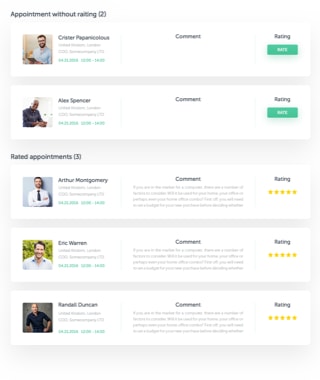 Appointment without raiting (2)
Crister Papanicolous
United Kindom, London
COO, Somecompany LTD
04.21.2016 12:00 - 14:00
Comment
Rating
RATE
Alex Spencer
United Kindom, London
COO, Somecompany LTD
04.21.2016 12:00 - 14:00
Comment
Rating
RATE
Rated appointments (3)
Arthur Montgomery
United Kindom, London
COO, Somecompany LTD
04.21.2016 12:00 - 14:00
Comment
If you are in the market for a computer, there are a number of
factors to consider. Will it be used for your home, your office or
perhaps even your home office combo? First off, you will need
to set a budget for your new purchase before deciding whether
Rating
Eric Warren
United Kindom, London
COO, Somecompany LTD
04.21.2016 12:00 - 14:00
Comment
If you are in the market for a computer, there are a number of
factors to consider. Will it be used for your home, your office or
perhaps even your home office combo? First off, you will need
to set a budget for your new purchase before deciding whether
Rating
Randall Duncan
United Kindom, London
COO, Somecompany LTD
04.21.2016 12:00 - 14:00
Comment
If you are in the market for a computer, there are a number of
factors to consider. Will it be used for your home, your office or
perhaps even your home office combo? First off, you will need
to set a budget for your new purchase before deciding whether
Rating